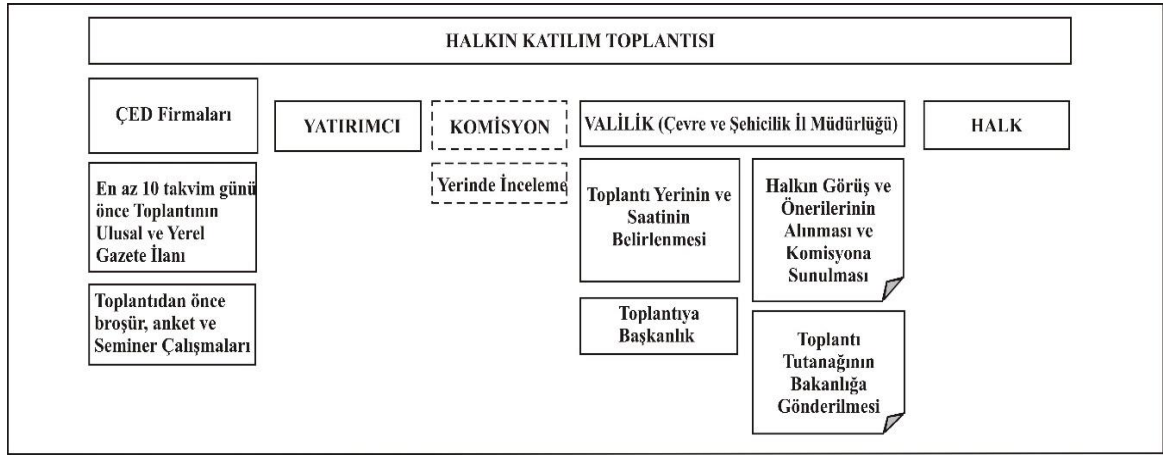 HALKIN KATILIM TOPLANTISI
ÇED Firmaları
YATIRIMCI
KOMİSYON
VALİLİK (Çevre ve Şehicilik İl Müdürlüğü)
HALK
En az 10 takvim günü
önce Toplantının
Ulusal ve Yerel
Gazete İlanı
Toplantıdan önce
broşür, anket ve
Seminer Çalışmaları
Yerinde İnceleme
Toplantı Yerinin ve
Saatinin
Belirlenmesi
Toplantıya
Başkanlık
Halkın Görüş ve
Önerilerinin
Alınması ve
Komisyona
Sunulması
Toplantı
Tutanağının
Bakanlığa
Gönderilmesi